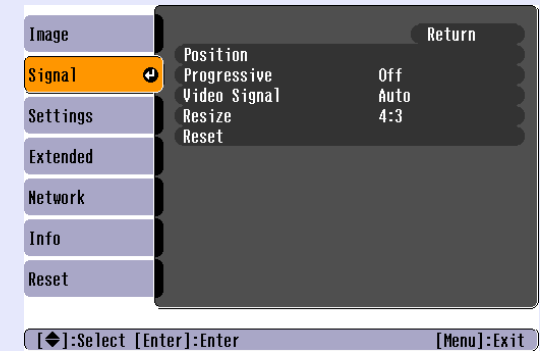 Image
Signal
Settings
Extended
Network
Info
Reset
Return
Position
Progressive Off
Video Signal Auto
Resize 4:3
Reset
[◆]:Select [Enter]:Enter [Menu]:Exit